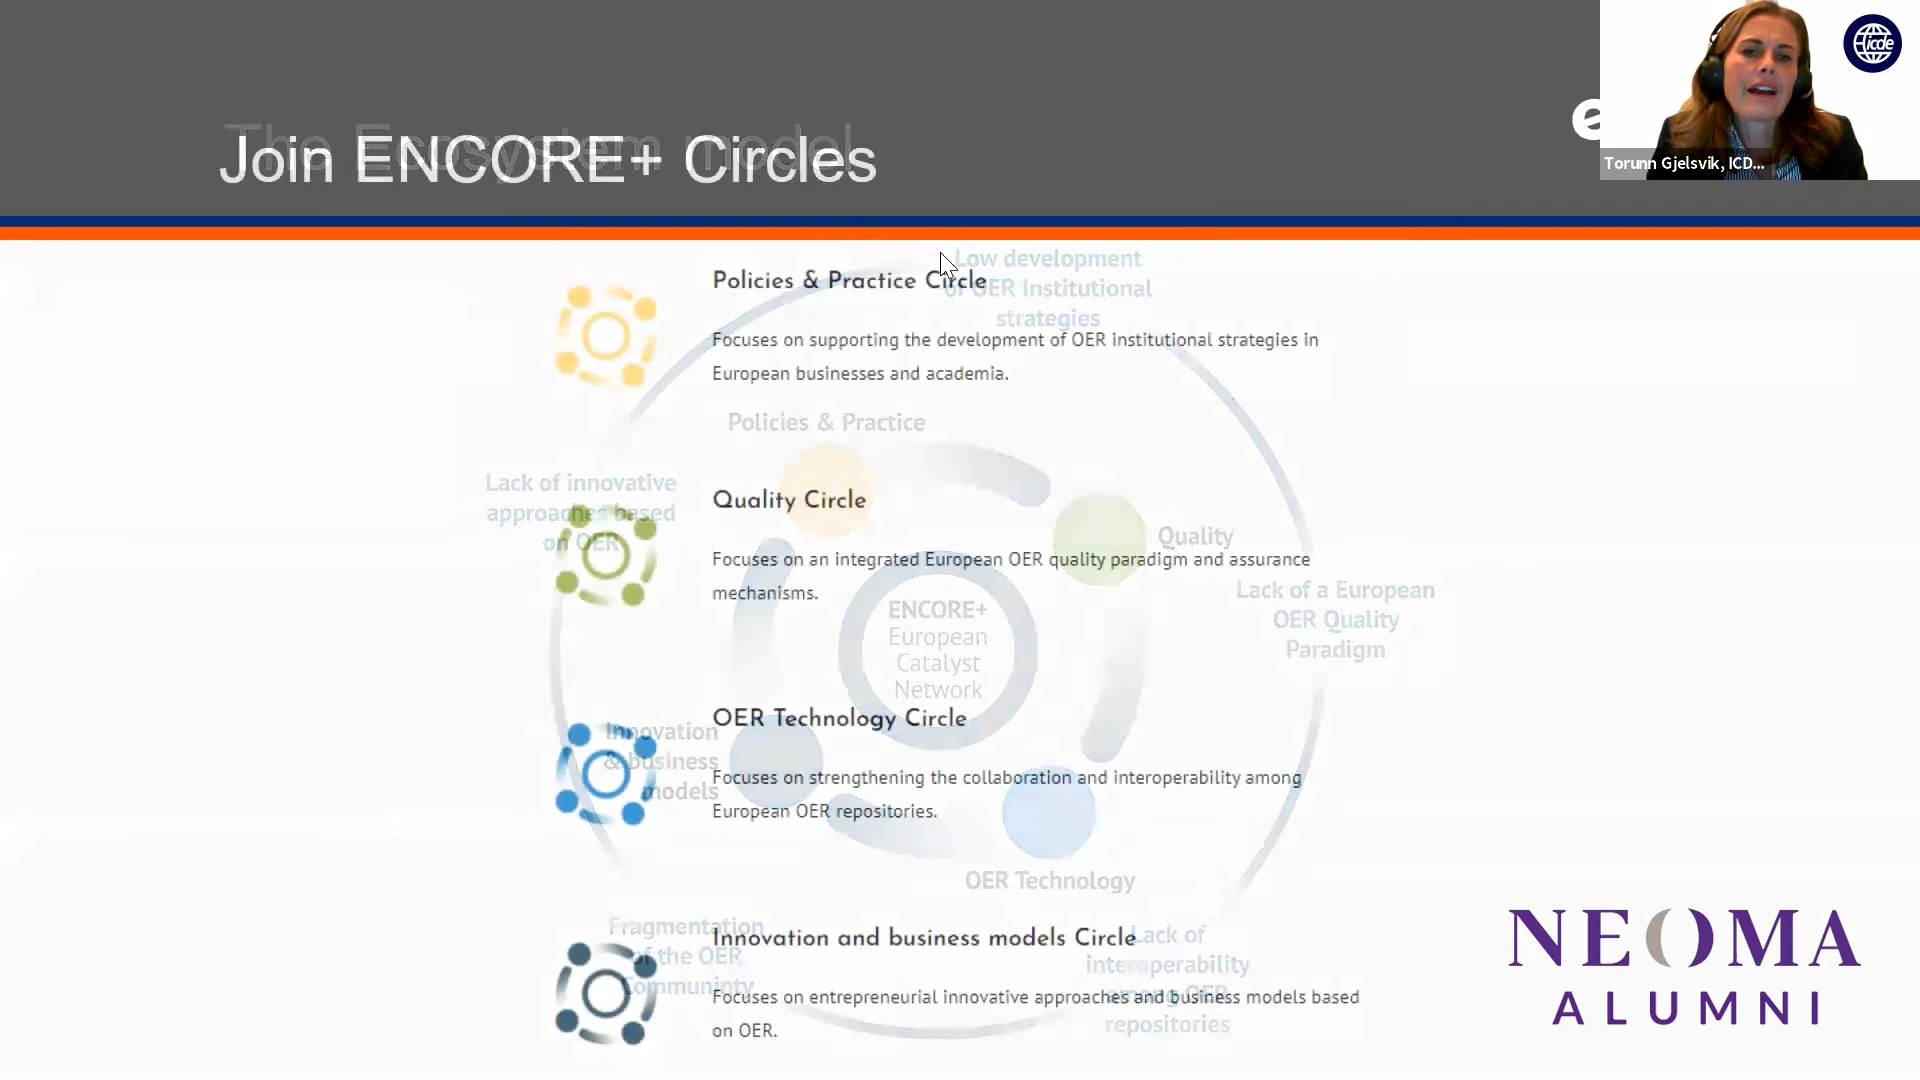 The Ecosystem model
Join ENCORE+ Circles
icde
e
Torunn Gjelsvik, ICD...
Low development
of OER Institutional
strategies
Policies & Practice Circle
Focuses on supporting the development of OER institutional strategies in
European businesses and academia.
Policies & Practice
Lack of innovative
approaches based
on OER
Quality Circle
Quality
Focuses on an integrated European OER quality paradigm and assurance
mechanisms.
Lack of a European
OER Quality
Paradigm
ENCORE+
European
Catalyst
Network
OER Technology Circle
Innovation
& business
models
Focuses on strengthening the collaboration and interoperability among
European OER repositories.
OER Technology
Fragmentation
of the OER
Communinty
Innovation and business models Circle
Lack of
interoperability
among OER
repositories
Focuses on entrepreneurial innovative approaches and business models based
on OER.
NEOMA
ALUMNI